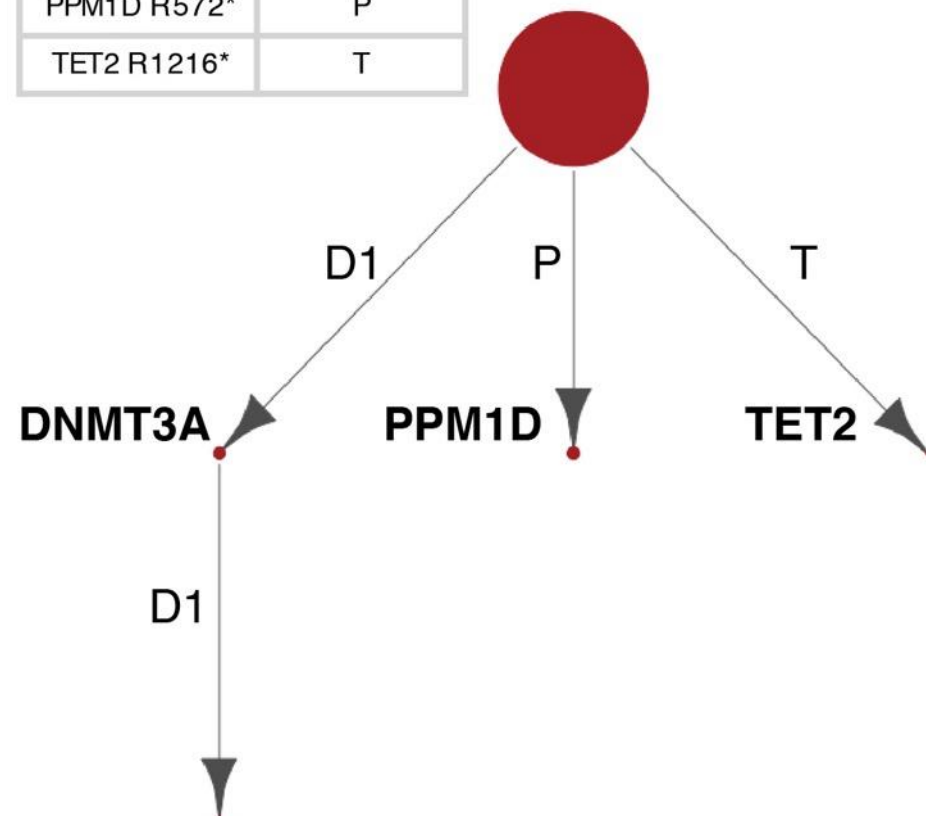 PPM1D R572* P
TET2 R1216* T
D1 P T
DNMT3A PPM1D TET2
D1